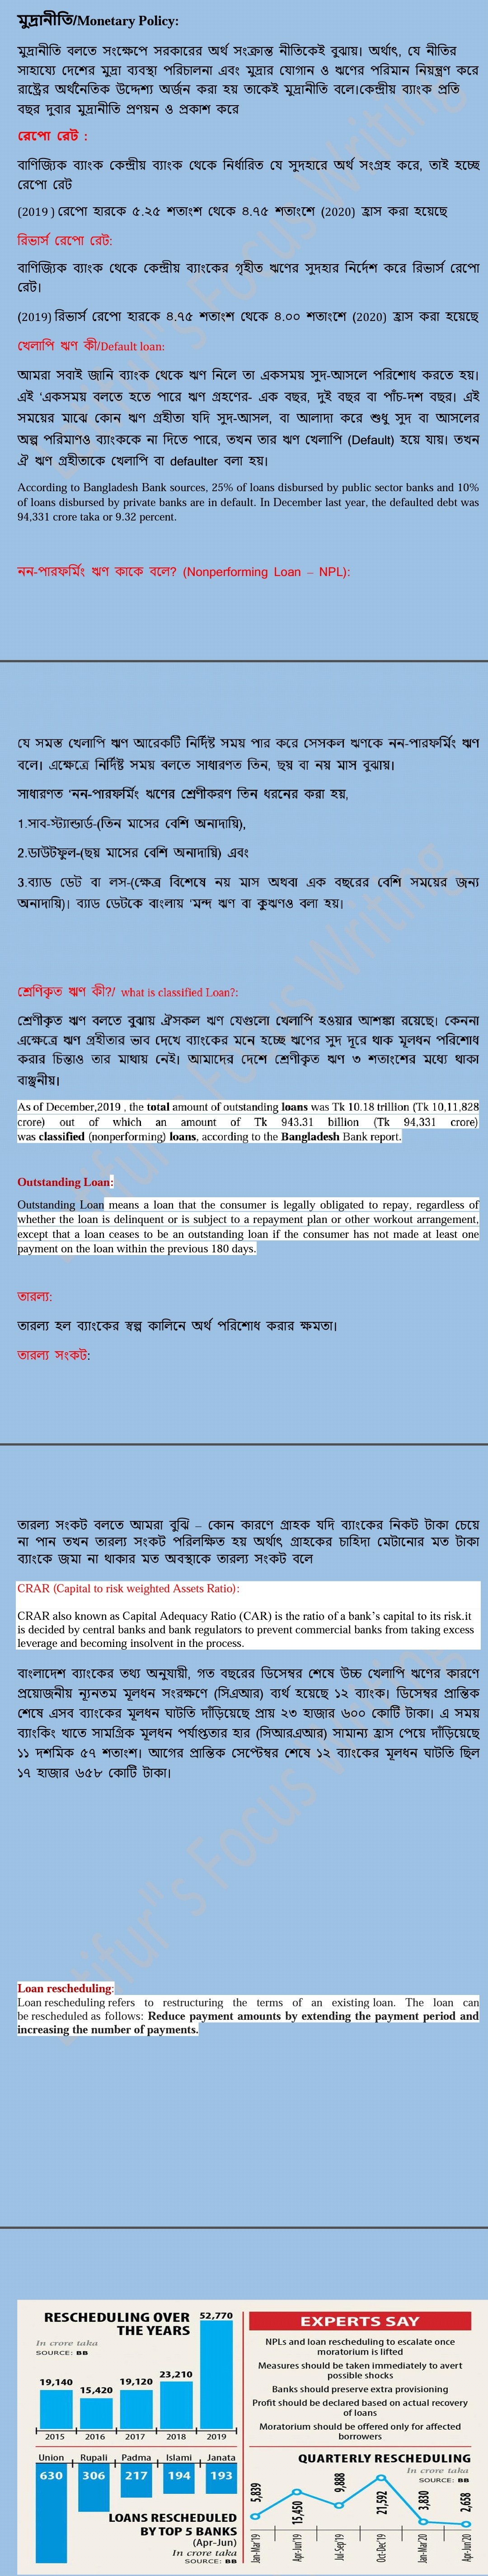 মুদ্রানীতি/Monetary Policy:
মুদ্রানীতি বলতে সংক্ষেপে সরকারের অর্থ সংক্রান্ত নীতিকেই বুঝায়। অর্থাৎ, যে নীতির
সাহায্যে দেশের মুদ্রা ব্যবস্থা পরিচালনা এবং মুদ্রার যোগান ও ঋণের পরিমান নিয়ন্ত্রণ করে
রাষ্ট্রের অর্থনৈতিক উদ্দেশ্য অর্জন করা হয় তাকেই মুদ্রানীতি বলে।কেন্দ্রীয় ব্যাংক প্রতি
বছর দুবার মুদ্রানীতি প্রণয়ন ও প্রকাশ করে
রেপো রেট :
বাণিজ্যিক ব্যাংক কেন্দ্রীয় ব্যাংক থেকে নির্ধারিত যে সুদহারে অর্থ সংগ্রহ করে, তাই হচ্ছে
রেপো রেট
(2019 ) রেপো হারকে ৫.২৫ শতাংশ থেকে ৪.৭৫ শতাংশে (2020) হ্রাস করা হয়েছে
রিভার্স রেপো রেট:
বাণিজ্যিক ব্যাংক থেকে কেন্দ্রীয় ব্যাংকের গৃহীত ঋণের সুদহার নির্দেশ করে রিভার্স রেপো
রেট।
(2019) রিভার্স রেপো হারকে ৪.৭৫ শতাংশ থেকে ৪.০০ শতাংশে (2020) হ্রাস করা হয়েছে
খেলাপি ঋণ কী/Default loan:
আমরা সবাই জানি ব্যাংক থেকে ঋণ নিলে তা একসময় সুদ-আসলে পরিশোধ করতে হয়।
এই ‘একসময় বলতে হতে পারে ঋণ গ্রহণের- এক বছর, দুই বছর বা পাঁচ-দশ বছর। এই
সময়ের মাঝে কোন ঋণ গ্রহীতা যদি সুদ-আসল, বা আলাদা করে শুধু সুদ বা আসলের
অল্প পরিমাণও ব্যাংককে না দিতে পারে, তখন তার ঋণ খেলাপি (Default) হয়ে যায়। তখন
ঐ ঋণ গ্রহীতাকে খেলাপি বা defaulter বলা হয়।
According to Bangladesh Bank sources, 25% of loans disbursed by public sector banks and 10%
of loans disbursed by private banks are in default. In December last year, the defaulted debt was
94,331 crore taka or 9.32 percent.
নন-পারফর্মিং ঋণ কাকে বলে? (Nonperforming Loan – NPL):
যে সমস্ত খেলাপি ঋণ আরেকটি নির্দিষ্ট সময় পার করে সেসকল ঋণকে নন-পারফর্মিং ঋণ
বলে। এক্ষেত্রে নির্দিষ্ট সময় বলতে সাধারণত তিন, ছয় বা নয় মাস বুঝায়।
সাধারণত ‘নন-পারফর্মিং ঋণের শ্রেণীকরণ তিন ধরনের করা হয়,
1.সাব-স্ট্যান্ডার্ড-(তিন মাসের বেশি অনাদায়ি),
2.ডাউটফুল-(ছয় মাসের বেশি অনাদায়ি) এবং
3.ব্যাড ডেট বা লস-(ক্ষেত্র বিশেষে নয় মাস অথবা এক বছরের বেশি সময়ের জন্য
অনাদায়ি)। ব্যাড ডেটকে বাংলায় ‘মন্দ ঋণ বা কুঋণও বলা হয়।
শ্রেণিকৃত ঋণ কী?/ what is classified Loan?:
শ্রেণীকৃত ঋণ বলতে বুঝায় ঐসকল ঋণ যেগুলো খেলাপি হওয়ার আশঙ্কা রয়েছে। কেননা
এক্ষেত্রে ঋণ গ্রহীতার ভাব দেখে ব্যাংকের মনে হচ্ছে ঋণের সুদ দূরে থাক মূলধন পরিশোধ
করার চিন্তাও তার মাথায় নেই। আমাদের দেশে শ্রেণীকৃত ঋণ ৩ শতাংশের মধ্যে থাকা
বাঞ্ছনীয়।
As of December,2019 , the total amount of outstanding loans was Tk 10.18 trillion (Tk 10,11,828
crore) out of which an amount of Tk 943.31 billion (Tk 94,331 crore)
was classified (nonperforming) loans, according to the Bangladesh Bank report.
Outstanding Loan:
Outstanding Loan means a loan that the consumer is legally obligated to repay, regardless of
whether the loan is delinquent or is subject to a repayment plan or other workout arrangement,
except that a loan ceases to be an outstanding loan if the consumer has not made at least one
payment on the loan within the previous 180 days.
তারল্য:
তারল্য হল ব্যাংকের স্বল্প কালিনে অর্থ পরিশোধ করার ক্ষমতা।
তারল্য সংকট:
তারল্য সংকট বলতে আমরা বুঝি – কোন কারণে গ্রাহক যদি ব্যাংকের নিকট টাকা চেয়ে
না পান তখন তারল্য সংকট পরিলক্ষিত হয় অর্থাৎ গ্রাহকের চাহিদা মেটানোর মত টাকা
ব্যাংকে জমা না থাকার মত অবস্থাকে তারল্য সংকট বলে
CRAR (Capital to risk weighted Assets Ratio):
CRAR also known as Capital Adequacy Ratio (CAR) is the ratio of a bank’s capital to its risk.it
is decided by central banks and bank regulators to prevent commercial banks from taking excess
leverage and becoming insolvent in the process.
বাংলাদেশ ব্যাংকের তথ্য অনুযায়ী, গত বছরের ডিসেম্বর শেষে উচ্চ খেলাপি ঋণের কারণে
প্রয়োজনীয় ন্যূনতম মূলধন সংরক্ষণে (সিএআর) ব্যর্থ হয়েছে ১২ ব্যাংক। ডিসেম্বর প্রান্তিক
শেষে এসব ব্যাংকের মূলধন ঘাটতি দাঁড়িয়েছে প্রায় ২৩ হাজার ৬০০ কোটি টাকা। এ সময়
ব্যাংকিং খাতে সামগ্রিক মূলধন পর্যাপ্ততার হার (সিআরএআর) সামান্য হ্রাস পেয়ে দাঁড়িয়েছে
১১ দশমিক ৫৭ শতাংশ। আগের প্রান্তিক সেপ্টেম্বর শেষে ১২ ব্যাংকের মূলধন ঘাটতি ছিল
১৭ হাজার ৬৫৮ কোটি টাকা।
Loan rescheduling:
Loan rescheduling refers to restructuring the terms of an existing loan. The loan can
be rescheduled as follows: Reduce payment amounts by extending the payment period and
increasing the number of payments.
RESCHEDULING OVER
THE YEARS
In crore taka
SOURCE: BB
19,140
15,420
19,120
23,210
52,770
2015 2016 2017 2018 2019
Union Rupali Padma Islami Janata
630 306 217 194 193
LOANS RESCHEDULED
BY TOP 5 BANKS
(Apr-Jun)
In crore taka
SOURCE: BB
EXPERTS SAY
NPLs and loan rescheduling to escalate once
moratorium is lifted
Measures should be taken immediately to avert
possible shocks
Banks should preserve extra provisioning
Profit should be declared based on actual recovery
of loans
Moratorium should be offered only for affected
borrowers
QUARTERLY RESCHEDULING
In crore taka
SOURCE: BB
5,839
15,450
9,888
21,592
3,830
2,658
Jan-Mar'19
Apr-Jun'19
Jul-Sep'19
Oct-Dec'19
Jan-Mar'20
Apr-Jun'20